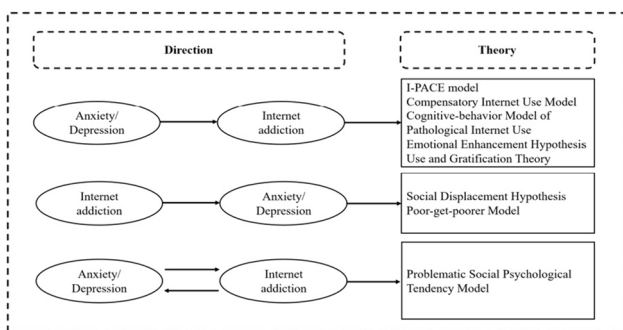 Direction
Theory
Anxiety/
Depression
Internet
addiction
I-PACE model
Compensatory Internet Use Model
Cognitive-behavior Model of
Pathological Internet Use
Emotional Enhancement Hypothesis
Use and Gratification Theory
Internet
addiction
Anxiety/
Depression
Social Displacement Hypothesis
Poor-get-poorer Model
Anxiety/
Depression
Internet
addiction
Problematic Social Psychological
Tendency Model